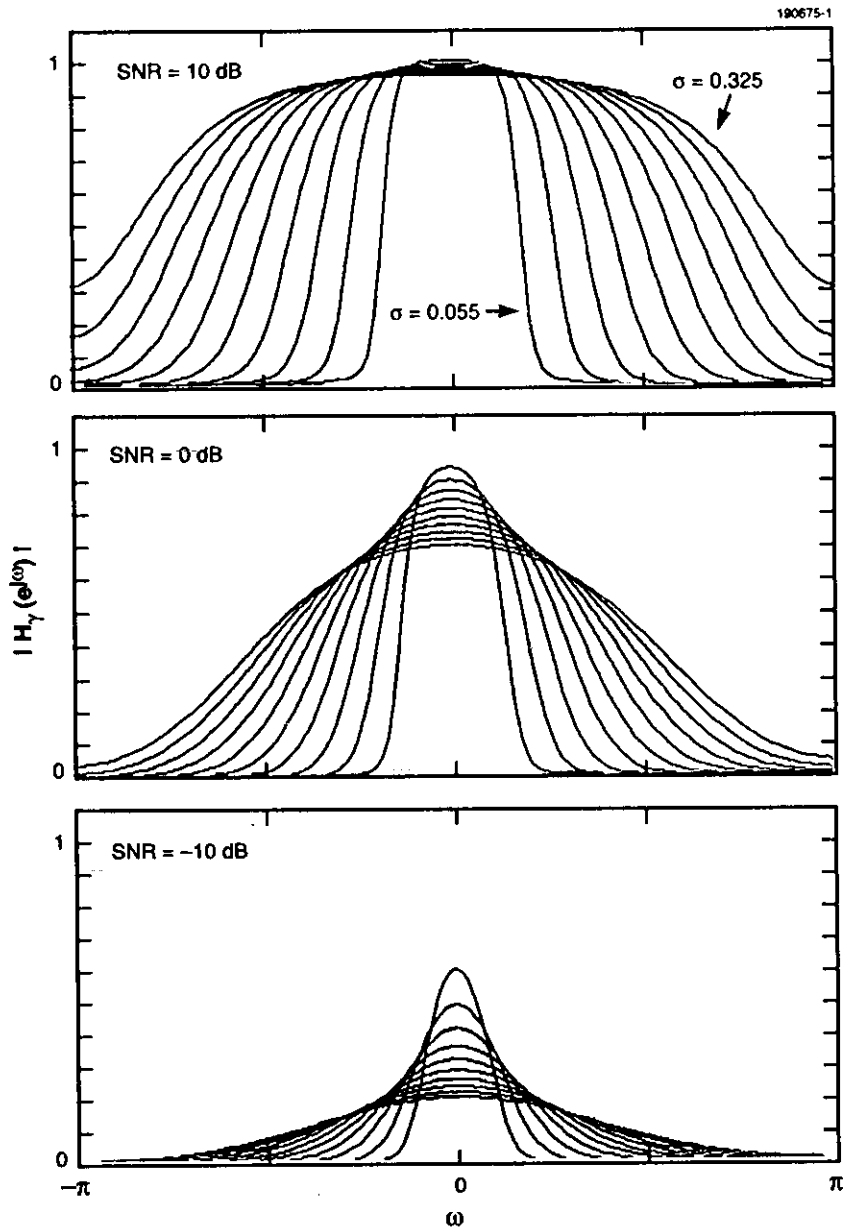 190675-1
SNR = 10 dB
σ = 0.325
σ = 0.055
1
0
SNR = 0 dB
1
0
| H_γ (e^{jω}) |
SNR = –10 dB
1
0
–π
0
π
ω